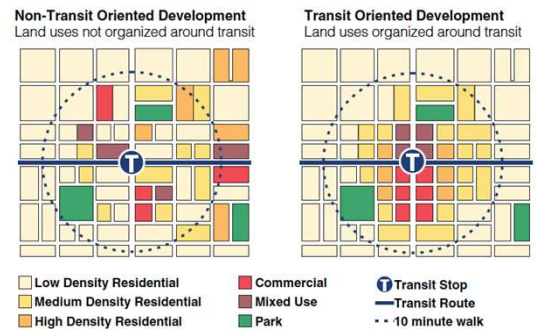 Non-Transit Oriented Development
Land uses not organized around transit
Transit Oriented Development
Land uses organized around transit
T
T
Low Density Residential
Medium Density Residential
High Density Residential
Commercial
Mixed Use
Park
T Transit Stop
Transit Route
10 minute walk